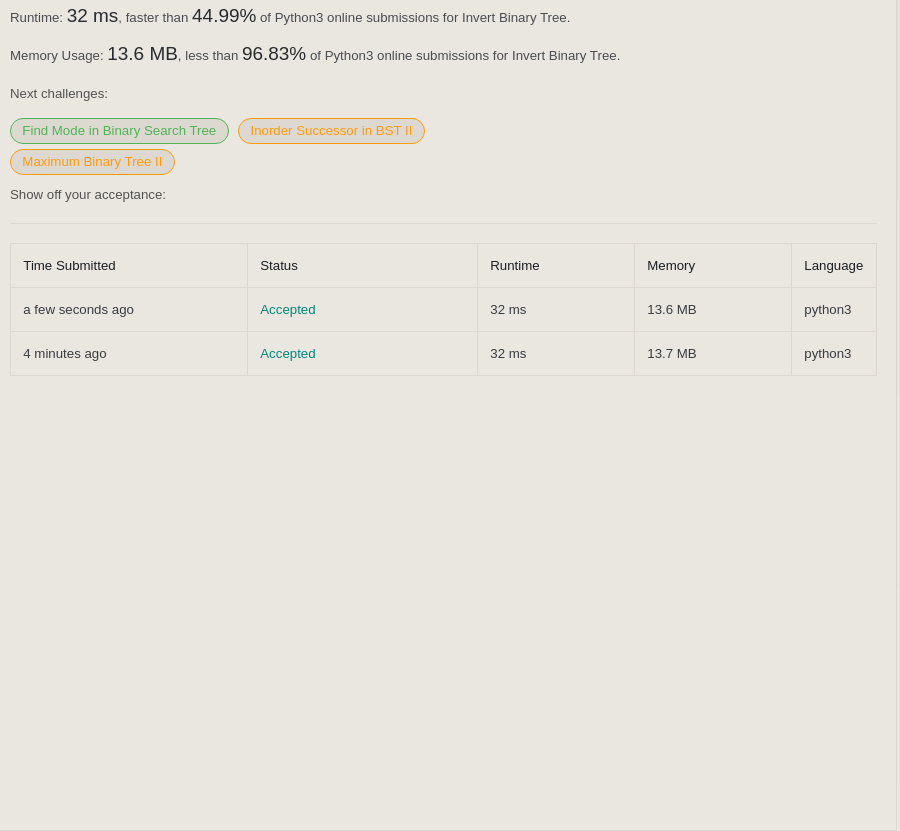 Runtime: 32 ms, faster than 44.99% of Python3 online submissions for Invert Binary Tree.
Memory Usage: 13.6 MB, less than 96.83% of Python3 online submissions for Invert Binary Tree.
Next challenges:
Find Mode in Binary Search Tree Inorder Successor in BST II
Maximum Binary Tree II
Show off your acceptance:
Time Submitted Status Runtime Memory Language
a few seconds ago Accepted 32 ms 13.6 MB python3
4 minutes ago Accepted 32 ms 13.7 MB python3